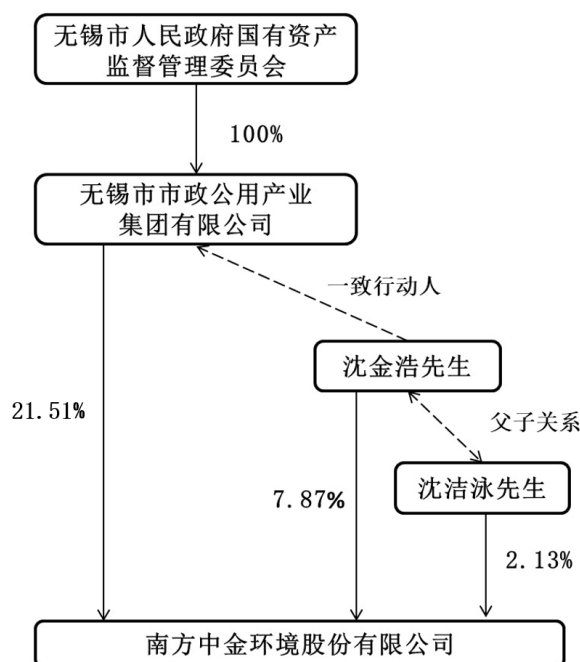 无锡市人民政府国有资产
监督管理委员会
100%
无锡市市政公用产业
集团有限公司
一致行动人
沈金浩先生
21.51%
父子关系
7.87%
沈洁泳先生
2.13%
南方中金环境股份有限公司